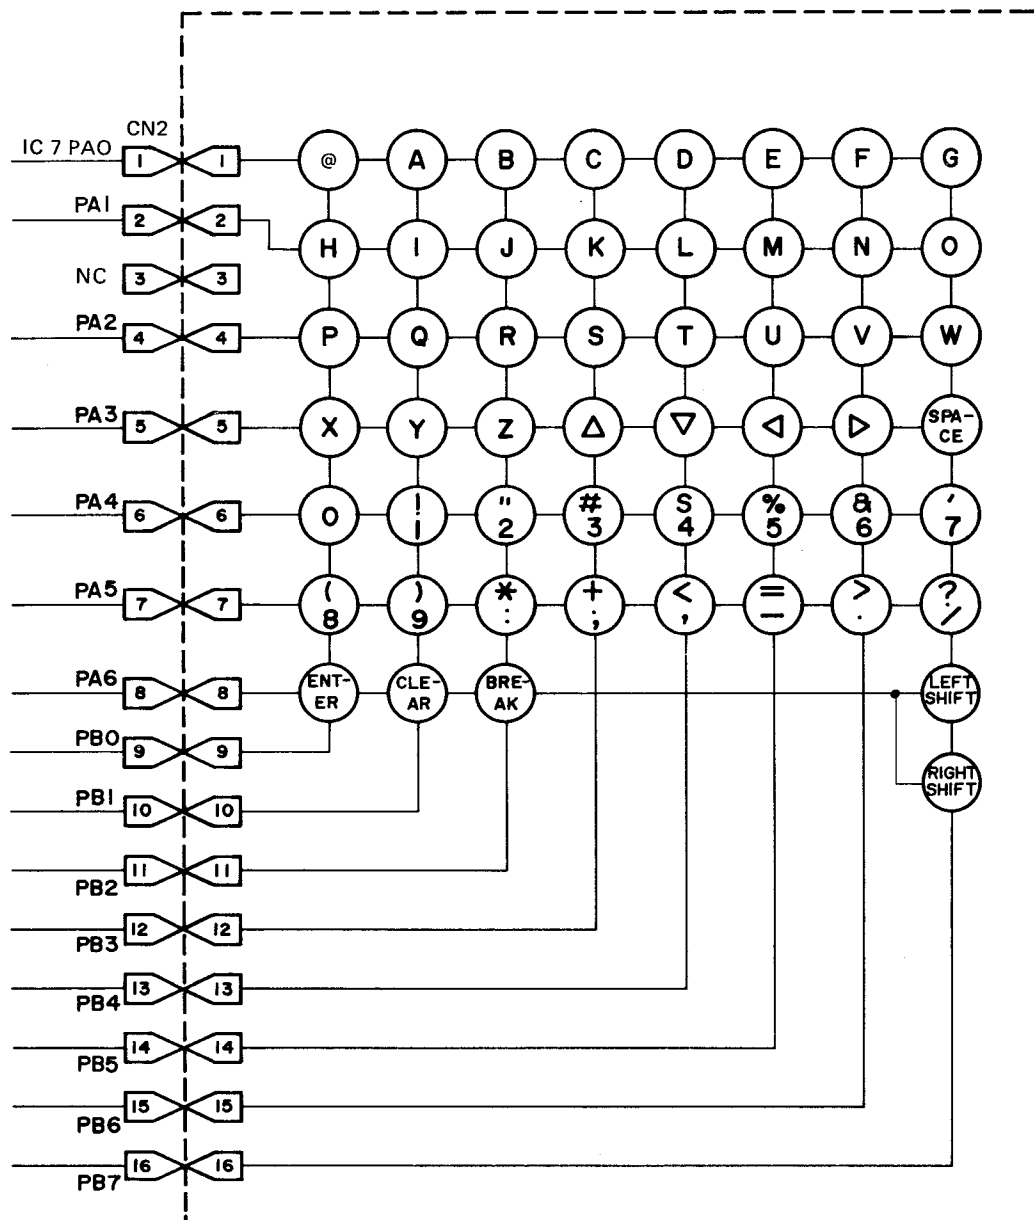 CN2
IC 7 PA0 1 1 @ A B C D E F G
PA1 2 2 H I J K L M N O
NC 3 3
PA2 4 4 P Q R S T U V W
PA3 5 5 X Y Z △ ▽ ◁ ▷ SPA-
CE
PA4 6 6 0 ! " # S % & '
1 2 3 4 5 6 7
PA5 7 7 ( ) * + < = > ?
8 9 : ; , — . /
PA6 8 8 ENT- CLE- BRE- LEFT
ER AR AK SHIFT
PB0 9 9
RIGHT
SHIFT
PB1 10 10
11 11
PB2
12 12
PB3
13 13
PB4
14 14
PB5
15 15
PB6
16 16
PB7